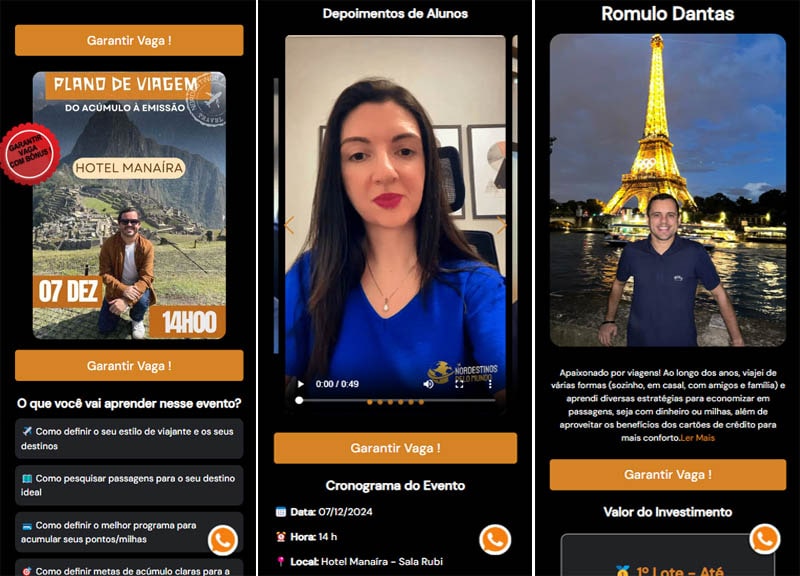 Garantir Vaga !
PLANO DE VIAGEM
DO ACÚMULO À EMISSÃO
TRAVEL
GARANTIR
VAGA
COM BÔNUS!
HOTEL MANAÍRA
07 DEZ
14H00
Garantir Vaga !
O que você vai aprender nesse evento?
Como definir o seu estilo de viajante e os seus
destinos
Como pesquisar passagens para o seu destino
ideal
Como definir o melhor programa para
acumular seus pontos/milhas
Como definir metas de acúmulo claras para a
Depoimentos de Alunos
NORDESTINOS
PELO MUNDO
0:00 / 0:49
Garantir Vaga !
Cronograma do Evento
Data: 07/12/2024
Hora: 14 h
Local: Hotel Manaíra - Sala Rubi
Romulo Dantas
Apaixonado por viagens! Ao longo dos anos, viajei de
várias formas (sozinho, em casal, com amigos e família) e
aprendi diversas estratégias para economizar em
passagens, seja com dinheiro ou milhas, além de
aproveitar os benefícios dos cartões de crédito para
mais conforto.Ler Mais
Garantir Vaga !
Valor do Investimento
1º Lote - Até